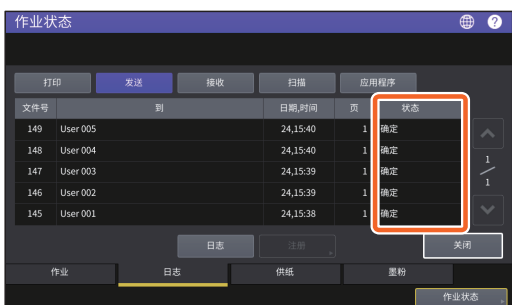 作业状态 ?
打印 发送 接收 扫描 应用程序
文件号 到 日期,时间 页 状态
149 User 005 24,15:40 1 确定
148 User 004 24,15:40 1 确定
147 User 003 24,15:39 1 确定
146 User 002 24,15:39 1 确定
145 User 001 24,15:38 1 确定
1
1
日志 注册 关闭
作业 日志 供纸 墨粉
作业状态